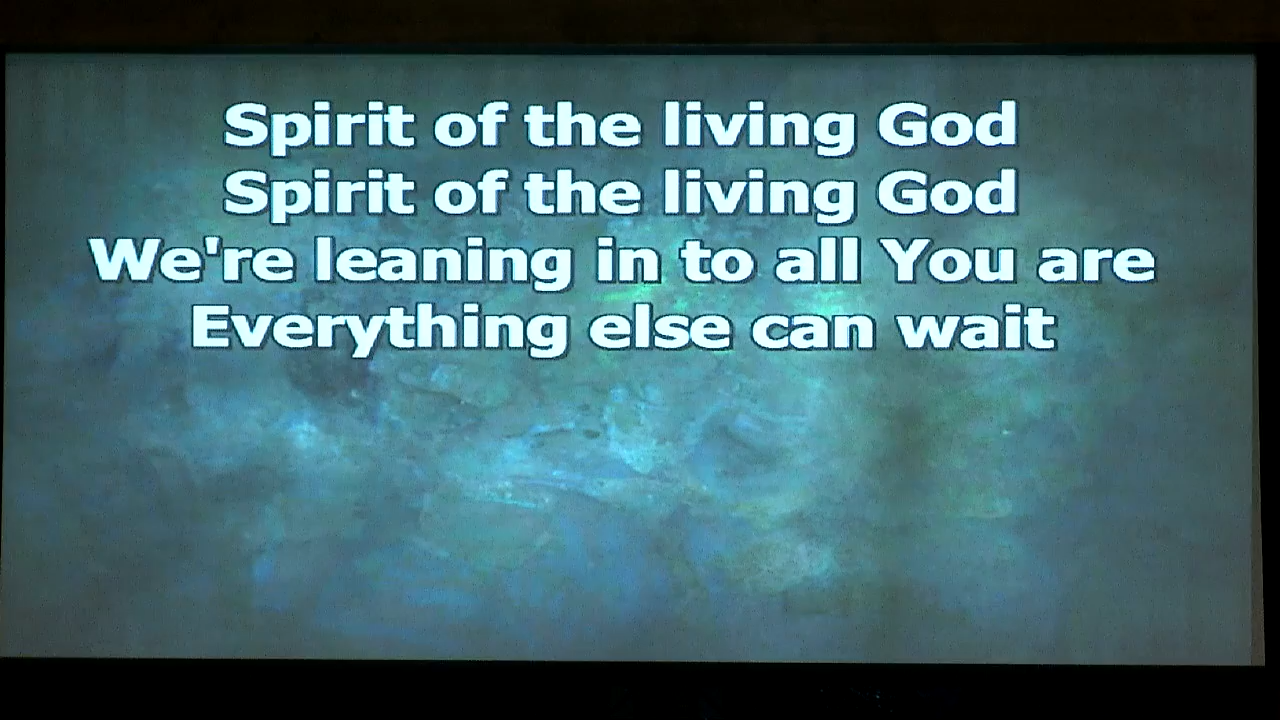 Spirit of the living God
Spirit of the living God
We're leaning in to all You are
Everything else can wait